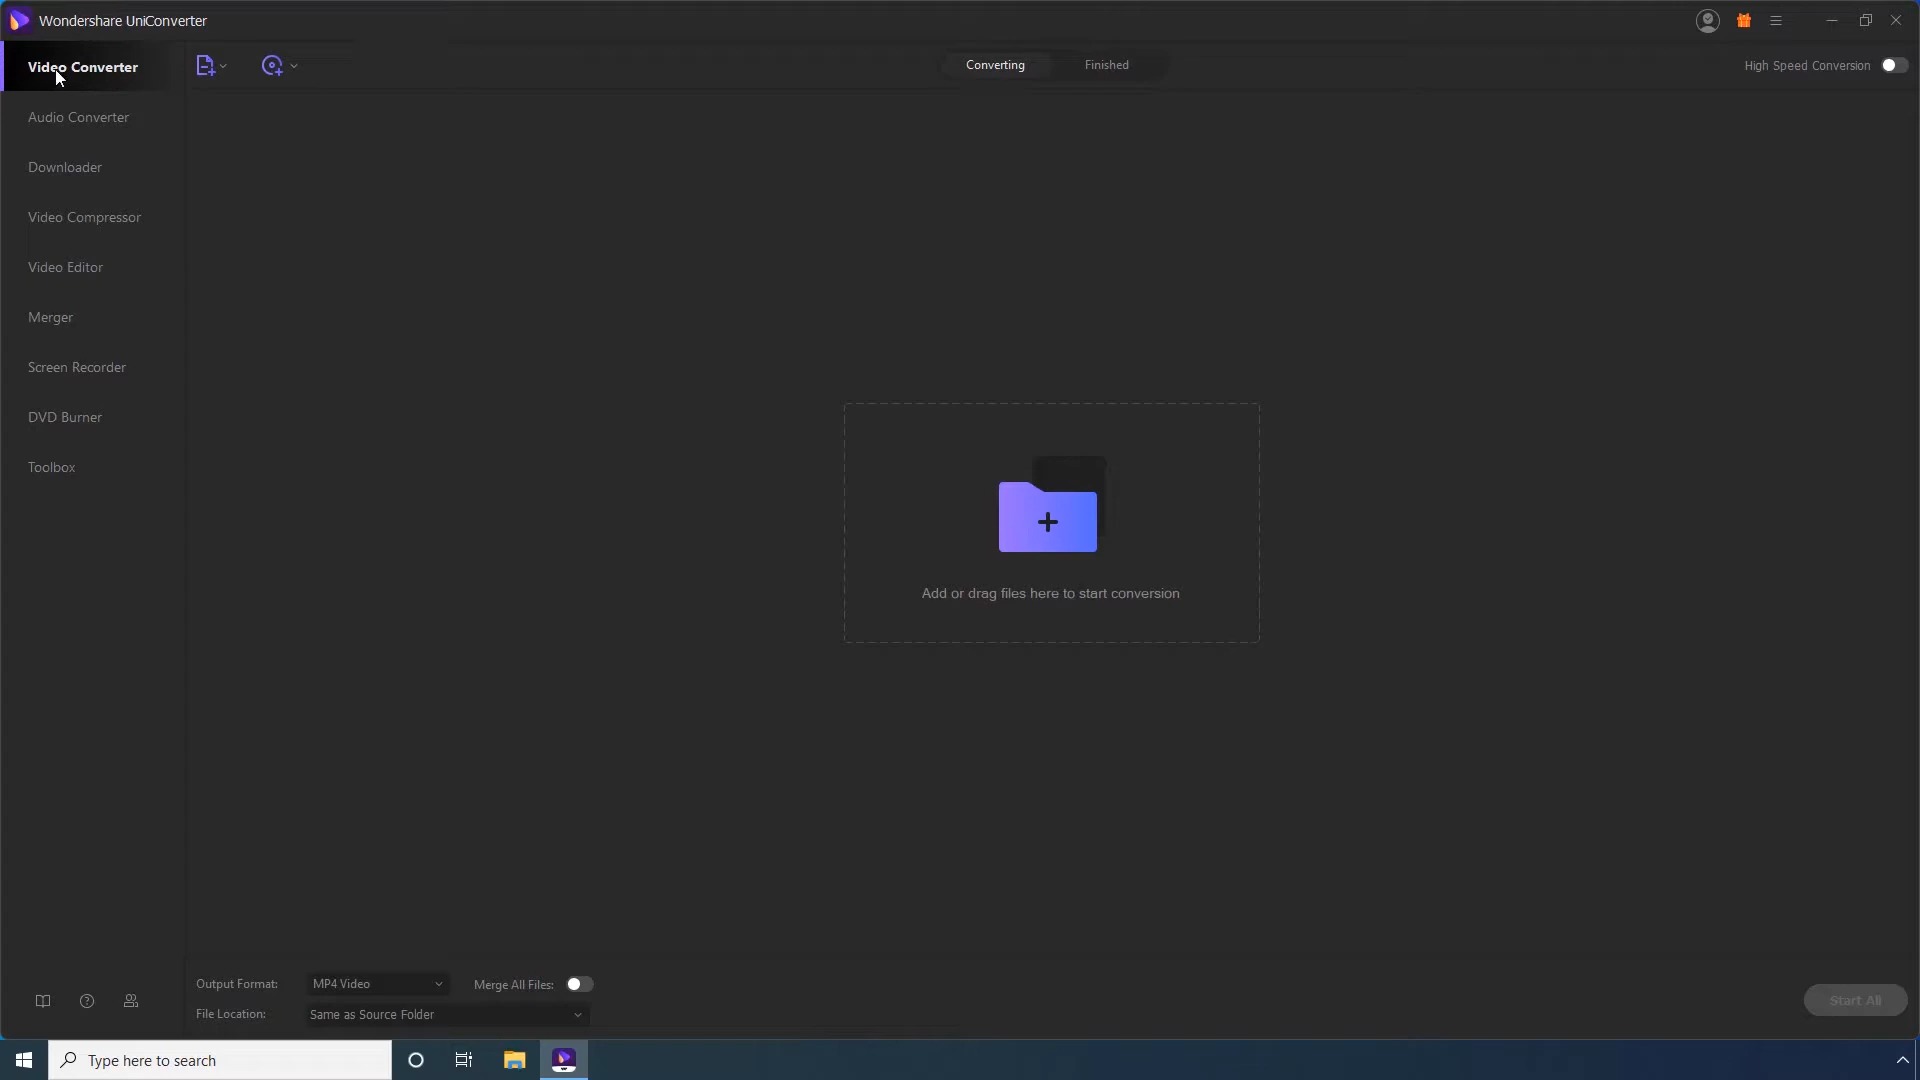 Wondershare UniConverter
Video Converter
Converting
Finished
High Speed Conversion
Audio Converter
Downloader
Video Compressor
Video Editor
Merger
Screen Recorder
DVD Burner
Toolbox
Add or drag files here to start conversion
Output Format:
MP4 Video
Merge All Files:
File Location:
Same as Source Folder
Start All
Type here to search